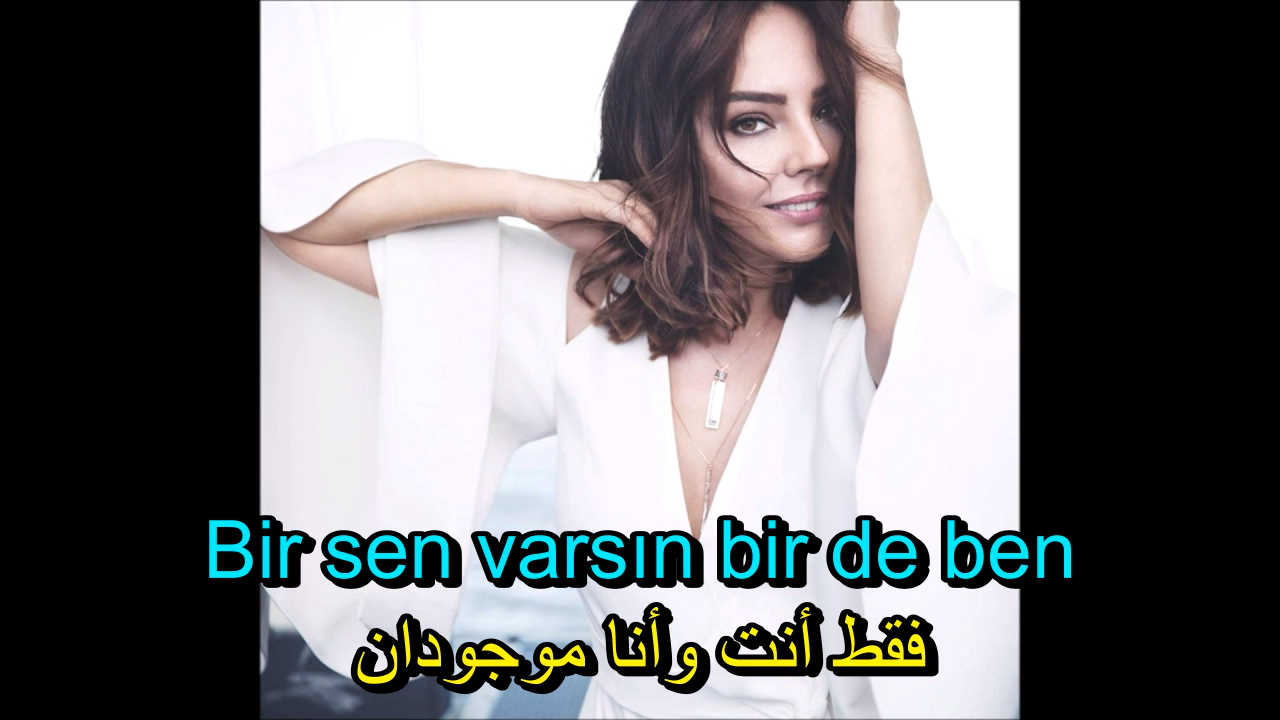 Bir sen varsın bir de ben
فقط أنت وأنا موجودان